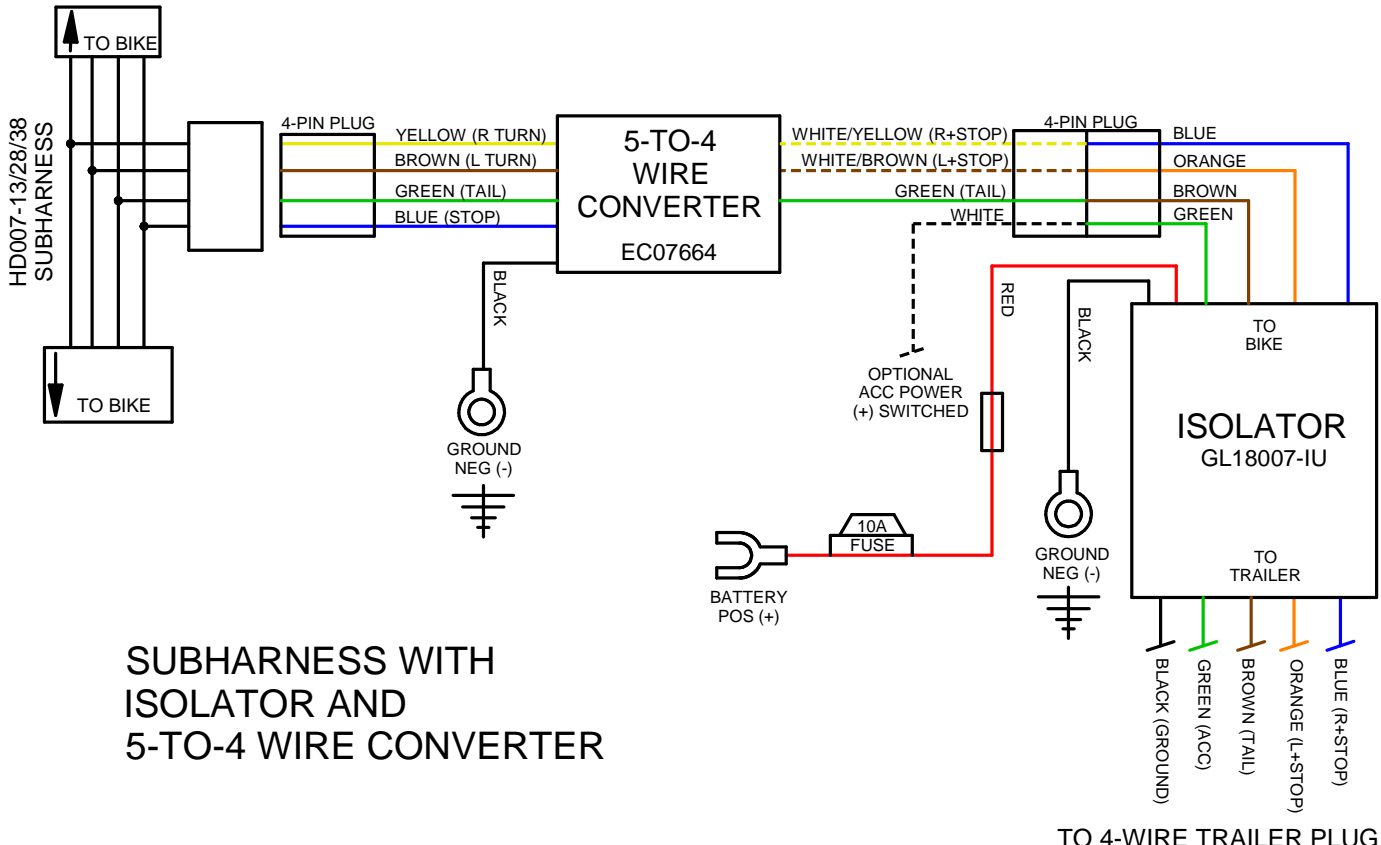 TO BIKE
HD007-13/28/38
SUBHARNESS
TO BIKE
4-PIN PLUG
YELLOW (R TURN)
BROWN (L TURN)
GREEN (TAIL)
BLUE (STOP)
BLACK
GROUND
NEG (-)
5-TO-4
WIRE
CONVERTER
EC07664
WHITE/YELLOW (R+STOP)
WHITE/BROWN (L+STOP)
GREEN (TAIL)
WHITE
4-PIN PLUG
BLUE
ORANGE
BROWN
GREEN
OPTIONAL
ACC POWER
(+) SWITCHED
RED
BLACK
10A
FUSE
BATTERY
POS (+)
GROUND
NEG (-)
TO
BIKE
ISOLATOR
GL18007-IU
TO
TRAILER
BLACK (GROUND)
GREEN (ACC)
BROWN (TAIL)
ORANGE (L+STOP)
BLUE (R+STOP)
TO 4-WIRE TRAILER PLUG
SUBHARNESS WITH
ISOLATOR AND
5-TO-4 WIRE CONVERTER